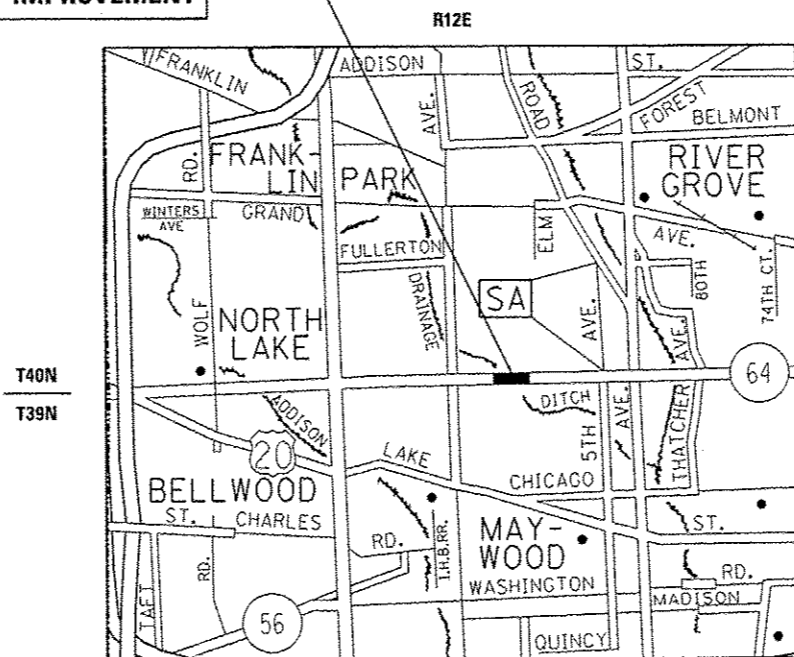 IMPROVEMENT
R12E
FRANKLIN
ADDISON
ST.
ROAD
FOREST
BELMONT
AVE.
RD.
FRANK-
LIN
PARK
RIVER
GROVE
WINTERS
AVE
GRAND
ELM
AVE.
FULLERTON
80TH
74TH CT.
DRAINAGE
SA
WOLF
NORTH
LAKE
AVE.
AVE.
T40N
T39N
64
DITCH
ADDISON
5TH
AVE.
THATCHER
20
LAKE
CHICAGO
BELLWOOD
ST.
CHARLES
RD.
I.H.B.RR.
MAY-
WOOD
ST.
RD.
TAFT
RD.
WASHINGTON
MADISON
56
QUINCY